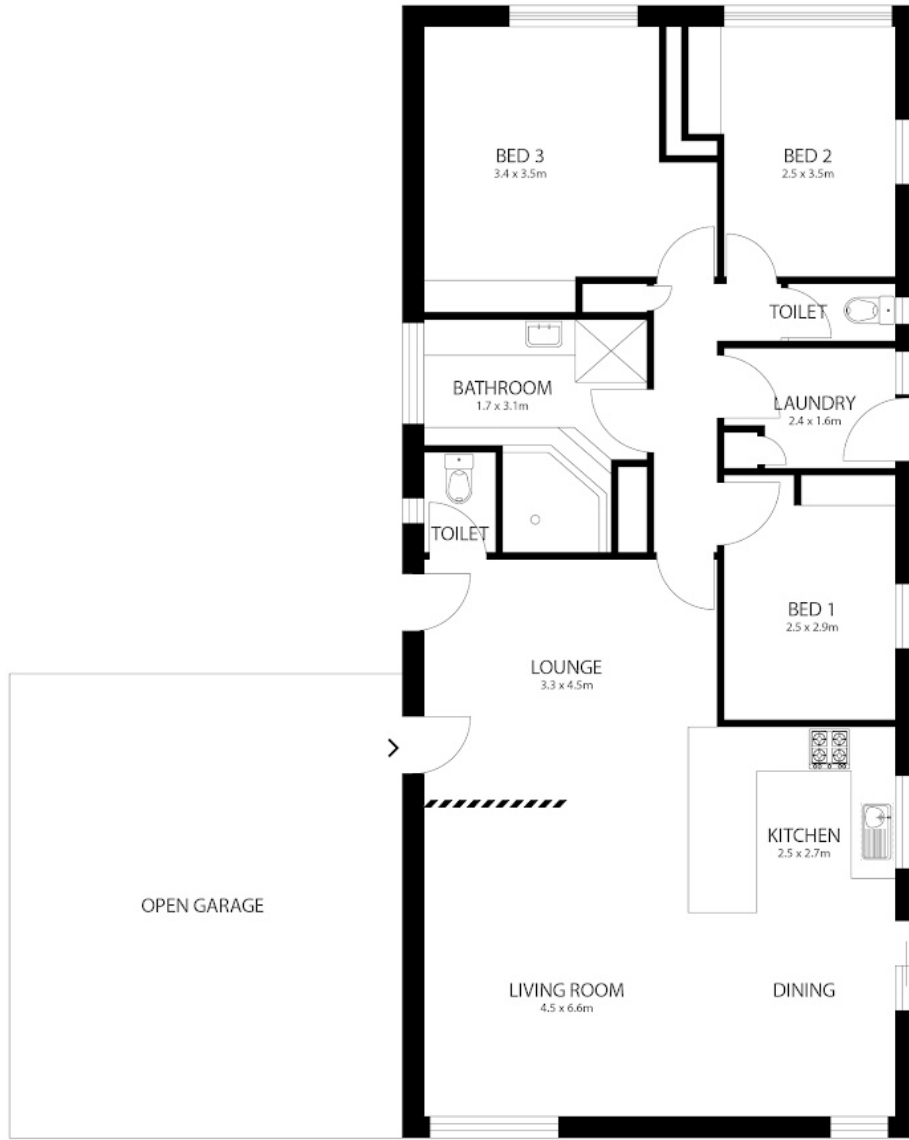 BED 3
3.4 x 3.5m
BED 2
2.5 x 3.5m
TOILET
BATHROOM
1.7 x 3.1m
LAUNDRY
2.4 x 1.6m
TOILET
BED 1
2.5 x 2.9m
LOUNGE
3.3 x 4.5m
KITCHEN
2.5 x 2.7m
OPEN GARAGE
LIVING ROOM
4.5 x 6.6m
DINING